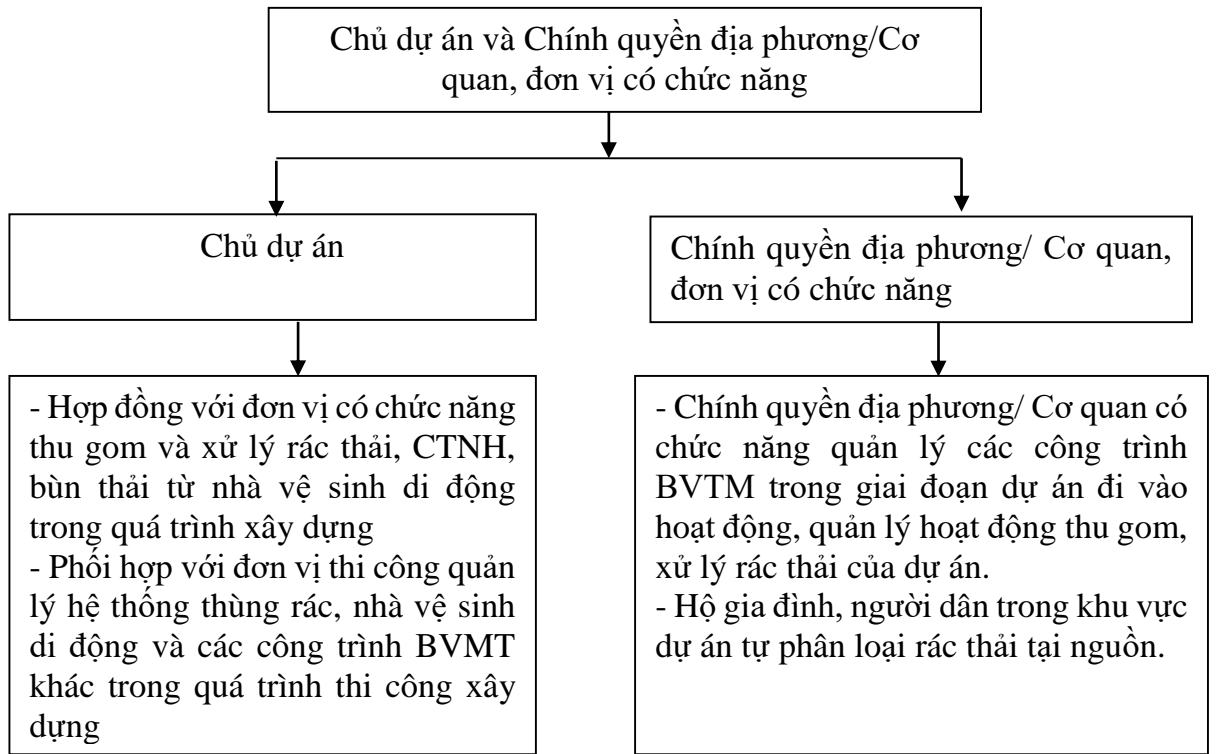 Chủ dự án và Chính quyền địa phương/Cơ
quan, đơn vị có chức năng
Chủ dự án
Chính quyền địa phương/ Cơ quan,
đơn vị có chức năng
- Hợp đồng với đơn vị có chức năng
thu gom và xử lý rác thải, CTNH,
bùn thải từ nhà vệ sinh di động
trong quá trình xây dựng
- Phối hợp với đơn vị thi công quản
lý hệ thống thùng rác, nhà vệ sinh
di động và các công trình BVMT
khác trong quá trình thi công xây
dựng
- Chính quyền địa phương/ Cơ quan có
chức năng quản lý các công trình
BVTM trong giai đoạn dự án đi vào
hoạt động, quản lý hoạt động thu gom,
xử lý rác thải của dự án.
- Hộ gia đình, người dân trong khu vực
dự án tự phân loại rác thải tại nguồn.